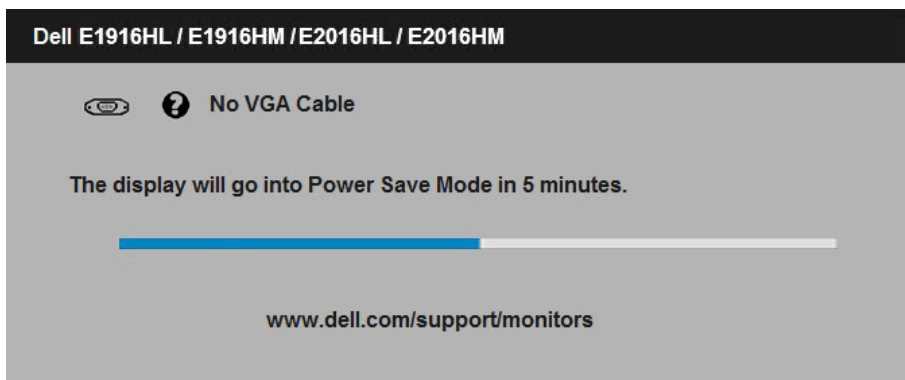 Dell E1916HL / E1916HM /E2016HL / E2016HM
No VGA Cable
The display will go into Power Save Mode in 5 minutes.
www.dell.com/support/monitors